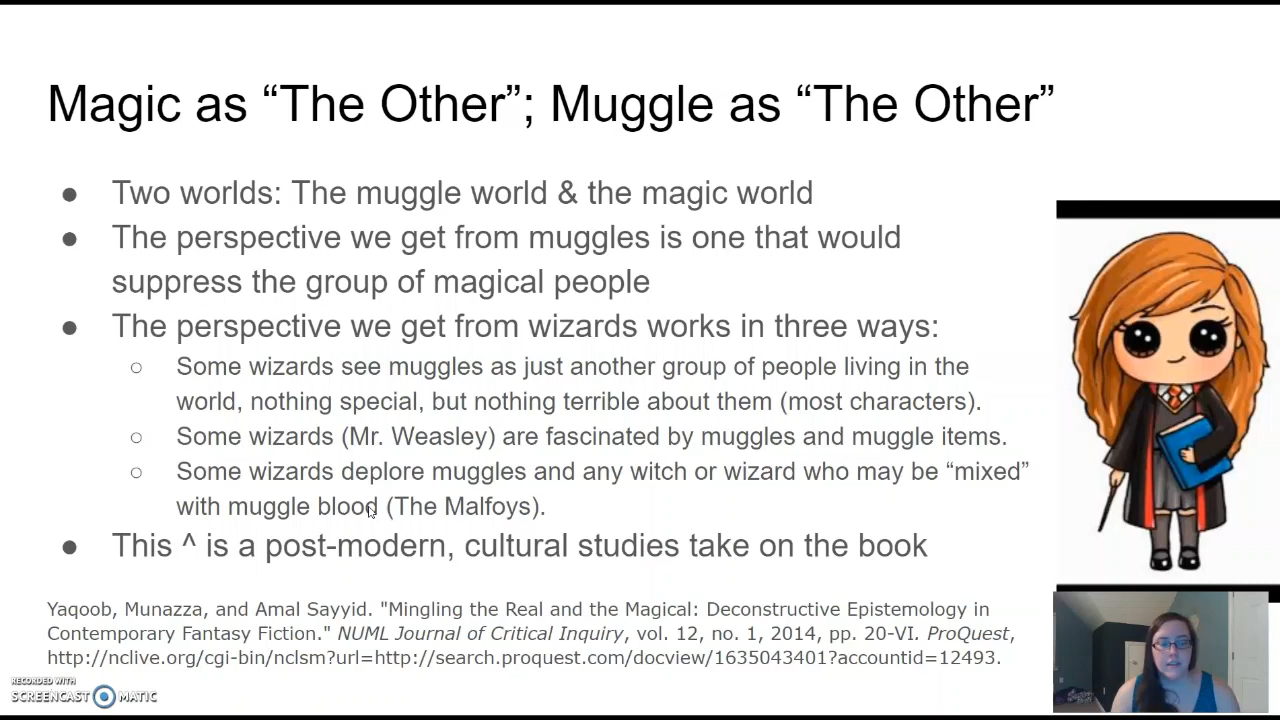 Magic as “The Other”; Muggle as “The Other”
● Two worlds: The muggle world & the magic world
● The perspective we get from muggles is one that would
suppress the group of magical people
● The perspective we get from wizards works in three ways:
○ Some wizards see muggles as just another group of people living in the
world, nothing special, but nothing terrible about them (most characters).
○ Some wizards (Mr. Weasley) are fascinated by muggles and muggle items.
○ Some wizards deplore muggles and any witch or wizard who may be “mixed”
with muggle blood (The Malfoys).
● This ^ is a post-modern, cultural studies take on the book
Yaqoob, Munazza, and Amal Sayyid. "Mingling the Real and the Magical: Deconstructive Epistemology in
Contemporary Fantasy Fiction." NUML Journal of Critical Inquiry, vol. 12, no. 1, 2014, pp. 20-VI. ProQuest,
http://nclive.org/cgi-bin/nclsm?url=http://search.proquest.com/docview/1635043401?accountid=12493.
RECORDED WITH
SCREENCAST MATIC